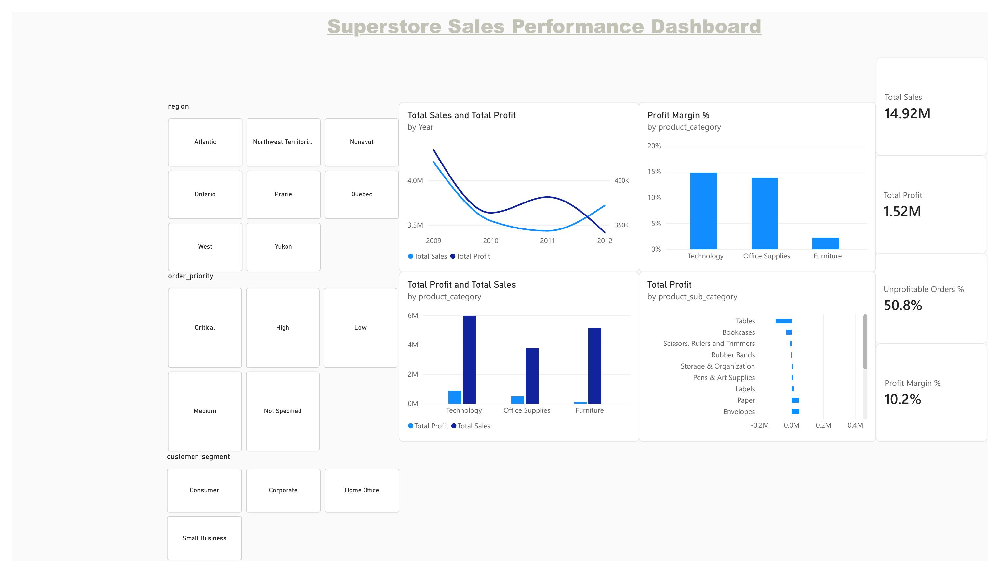 Superstore Sales Performance Dashboard
region
Atlantic
Northwest Territori...
Nunavut
Ontario
Prarie
Quebec
West
Yukon
order_priority
Critical
High
Low
Medium
Not Specified
customer_segment
Consumer
Corporate
Home Office
Small Business
Total Sales and Total Profit
by Year
4.0M
400K
3.5M
350K
2009 2010 2011 2012
Total Sales Total Profit
Profit Margin %
by product_category
20%
15%
10%
5%
0%
Technology Office Supplies Furniture
Total Profit and Total Sales
by product_category
6M
4M
2M
0M
Technology Office Supplies Furniture
Total Profit Total Sales
Total Profit
by product_sub_category
Tables
Bookcases
Scissors, Rulers and Trimmers
Rubber Bands
Storage & Organization
Pens & Art Supplies
Labels
Paper
Envelopes
-0.2M 0.0M 0.2M 0.4M
Total Sales
14.92M
Total Profit
1.52M
Unprofitable Orders %
50.8%
Profit Margin %
10.2%